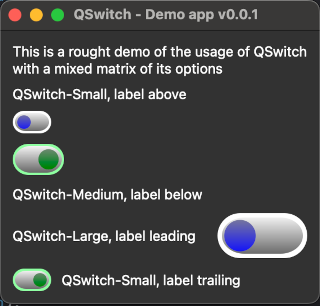 QSwitch - Demo app v0.0.1
This is a rought demo of the usage of QSwitch
with a mixed matrix of its options
QSwitch-Small, label above
QSwitch-Medium, label below
QSwitch-Large, label leading
QSwitch-Small, label trailing